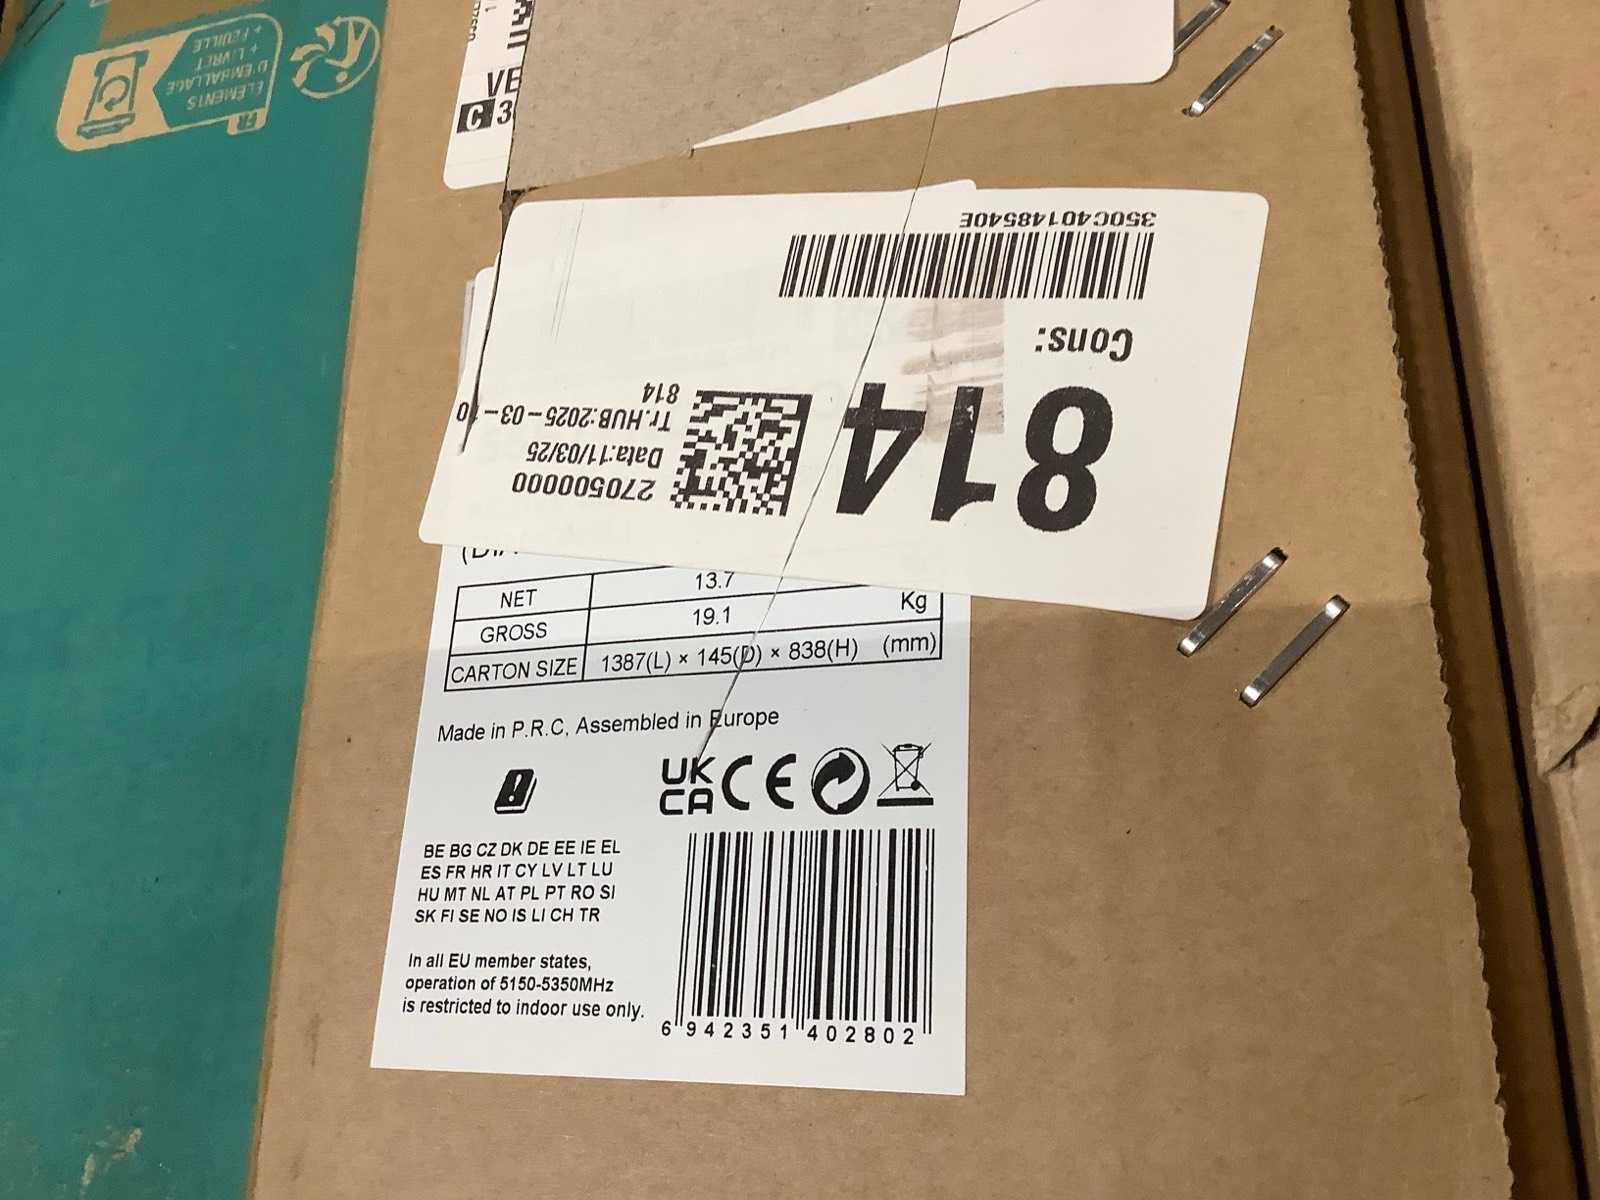 FR
ÉLÉMENTS
D'EMBALLAGE
+ LIVRET
+ FEUILLE
VE
C 3
350C40148540E
Cons:
814
270500000
Data:11/03/25
Tr.HUB:2025-03-
814
NET 13.7 Kg
GROSS 19.1
CARTON SIZE 1387(L) × 145(D) × 838(H) (mm)
Made in P.R.C, Assembled in Europe
UK
CA CE
BE BG CZ DK DE EE IE EL
ES FR HR IT CY LV LT LU
HU MT NL AT PL PT RO SI
SK FI SE NO IS LI CH TR
In all EU member states,
operation of 5150-5350MHz
is restricted to indoor use only.
6 942351 402802